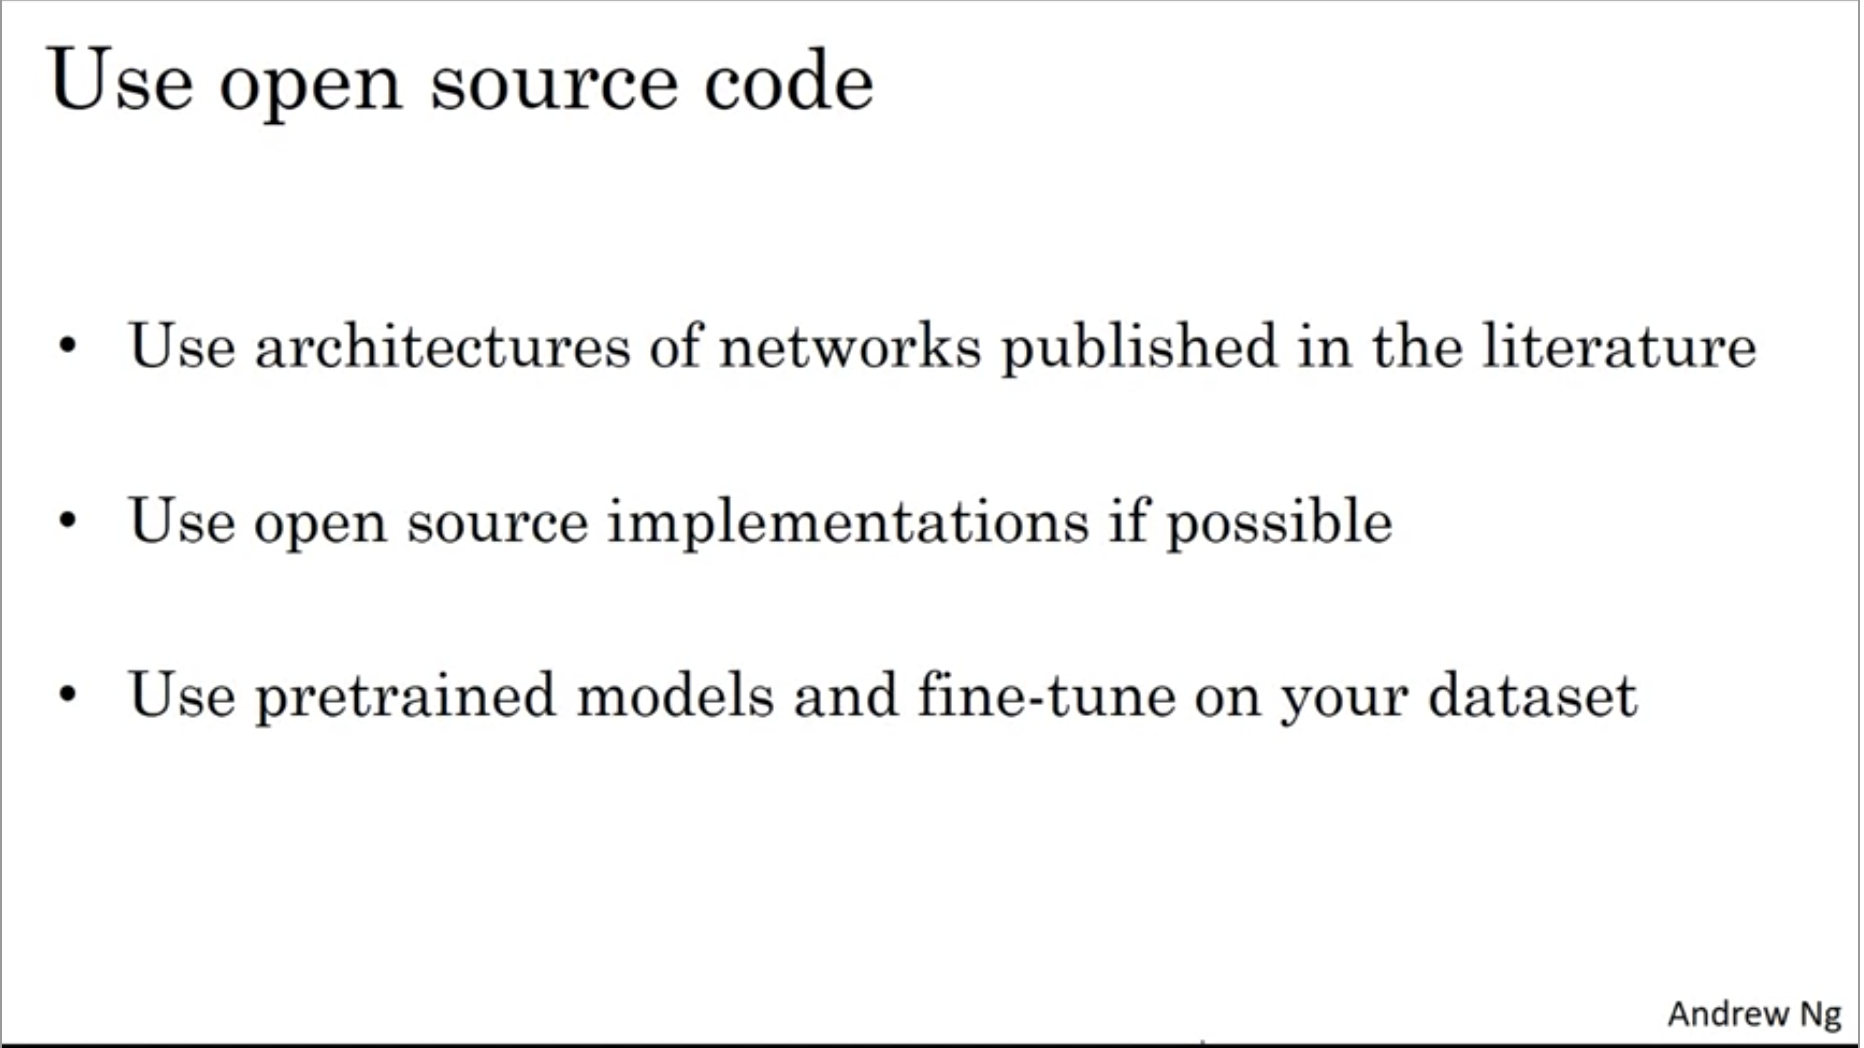 Use open source code
• Use architectures of networks published in the literature
• Use open source implementations if possible
• Use pretrained models and fine-tune on your dataset
Andrew Ng